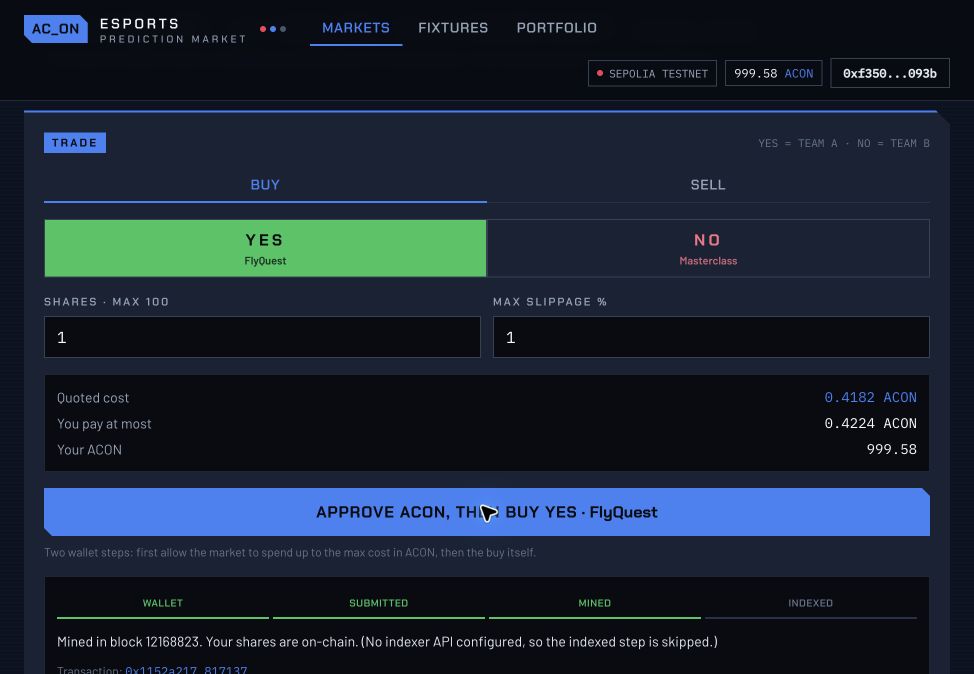 AC_ON
ESPORTS
PREDICTION MARKET
MARKETS
FIXTURES
PORTFOLIO
SEPOLIA TESTNET
999.58 ACON
0xf350...093b
TRADE
YES = TEAM A · NO = TEAM B
BUY
SELL
YES
FlyQuest
NO
Masterclass
SHARES · MAX 100
MAX SLIPPAGE %
1
1
Quoted cost
0.4182 ACON
You pay at most
0.4224 ACON
Your ACON
999.58
APPROVE ACON, BUY YES · FlyQuest
Two wallet steps: first allow the market to spend up to the max cost in ACON, then the buy itself.
WALLET
SUBMITTED
MINED
INDEXED
Mined in block 12168823. Your shares are on-chain. (No indexer API configured, so the indexed step is skipped.)
Transaction: 0x1152a217…817137